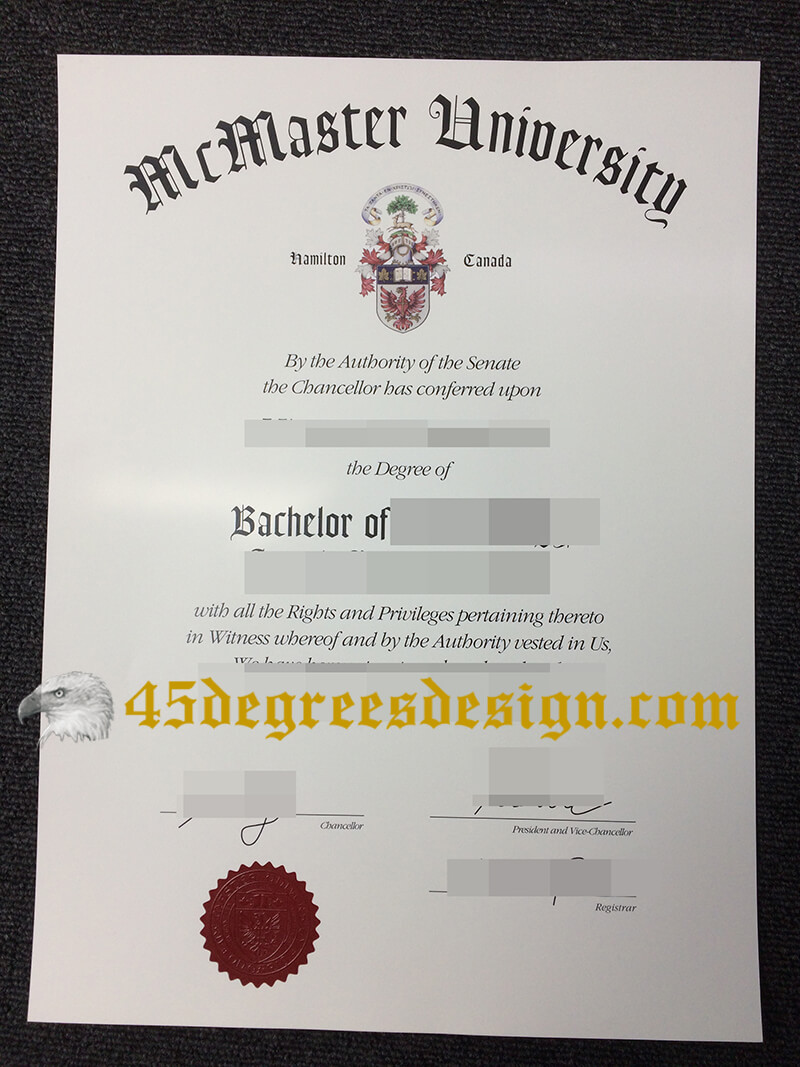 McMaster University
Hamilton Canada
By the Authority of the Senate
the Chancellor has conferred upon
the Degree of
Bachelor of
with all the Rights and Privileges pertaining thereto
in Witness whereof and by the Authority vested in Us,
We have
45degreesdesign.com
Chancellor
President and Vice-Chancellor
Registrar